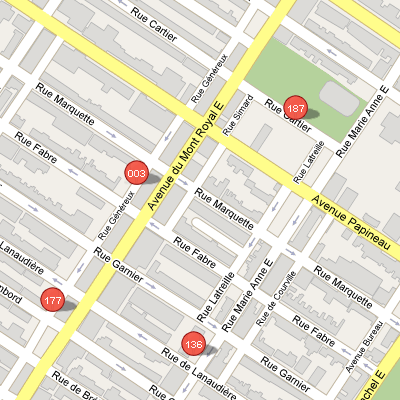 Rue Cartier
Rue Généreux
Rue Marquette
Rue Fabre
Avenue du Mont Royal E
Rue Simard
187
Rue Cartier
Rue Marie Anne E
Rue Latreille
003
Rue Marquette
Avenue Papineau
Rue Généreux
Rue Fabre
Lanaudière
Rue Garnier
177
Rue Latreille
Rue Marie Anne E
Rue de Courville
Rue Marquette
Rue Fabre
Avenue Bureau
136
Rue de Lanaudière
Rue Garnier
Rue de